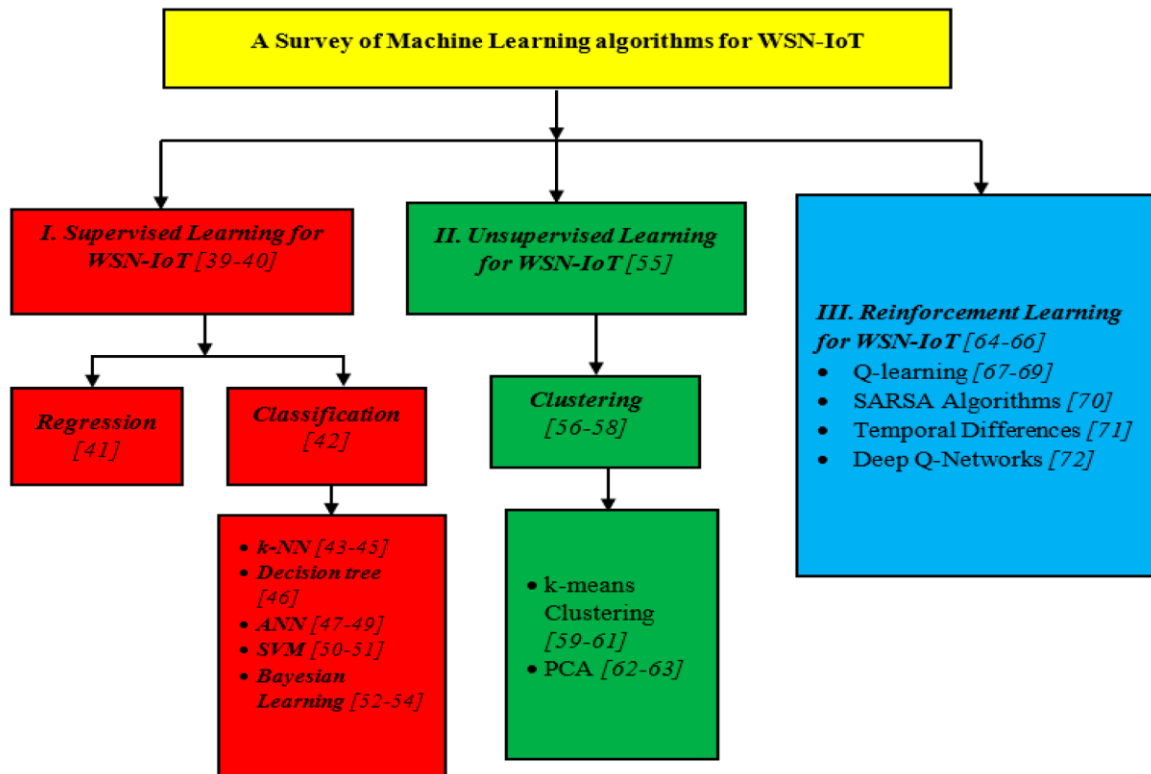 A Survey of Machine Learning algorithms for WSN-IoT
I. Supervised Learning for
WSN-IoT [39-40]
II. Unsupervised Learning
for WSN-IoT [55]
III. Reinforcement Learning
for WSN-IoT [64-66]
• Q-learning [67-69]
• SARSA Algorithms [70]
• Temporal Differences [71]
• Deep Q-Networks [72]
Regression
[41]
Classification
[42]
Clustering
[56-58]
• k-NN [43-45]
• Decision tree
[46]
• ANN [47-49]
• SVM [50-51]
• Bayesian
Learning [52-54]
• k-means
Clustering
[59-61]
• PCA [62-63]